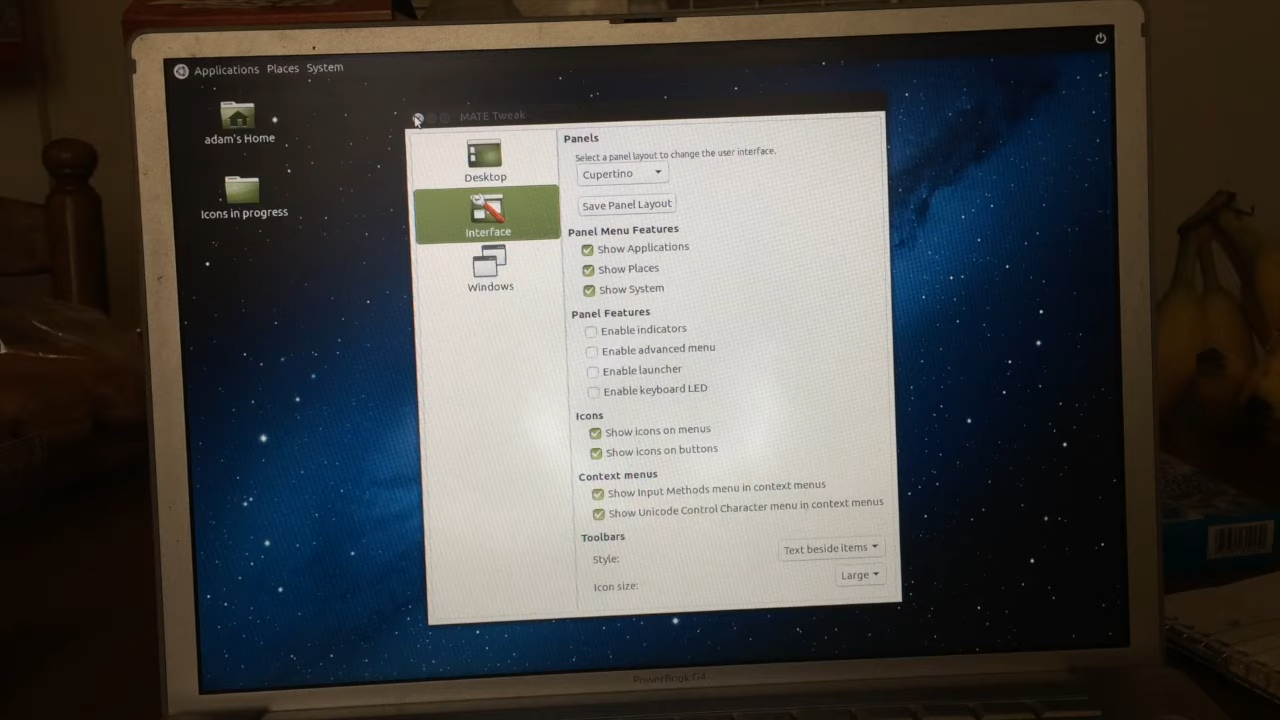 Applications Places System
adam's Home
Icons in progress
MATE Tweak
Desktop
Interface
Windows
Panels
Select a panel layout to change the user interface.
Cupertino
Save Panel Layout
Panel Menu Features
Show Applications
Show Places
Show System
Panel Features
Enable indicators
Enable advanced menu
Enable launcher
Enable keyboard LED
Icons
Show icons on menus
Show icons on buttons
Context menus
Show Input Methods menu in context menus
Show Unicode Control Character menu in context menus
Toolbars
Style: Text beside items
Icon size: Large
PowerBook G4